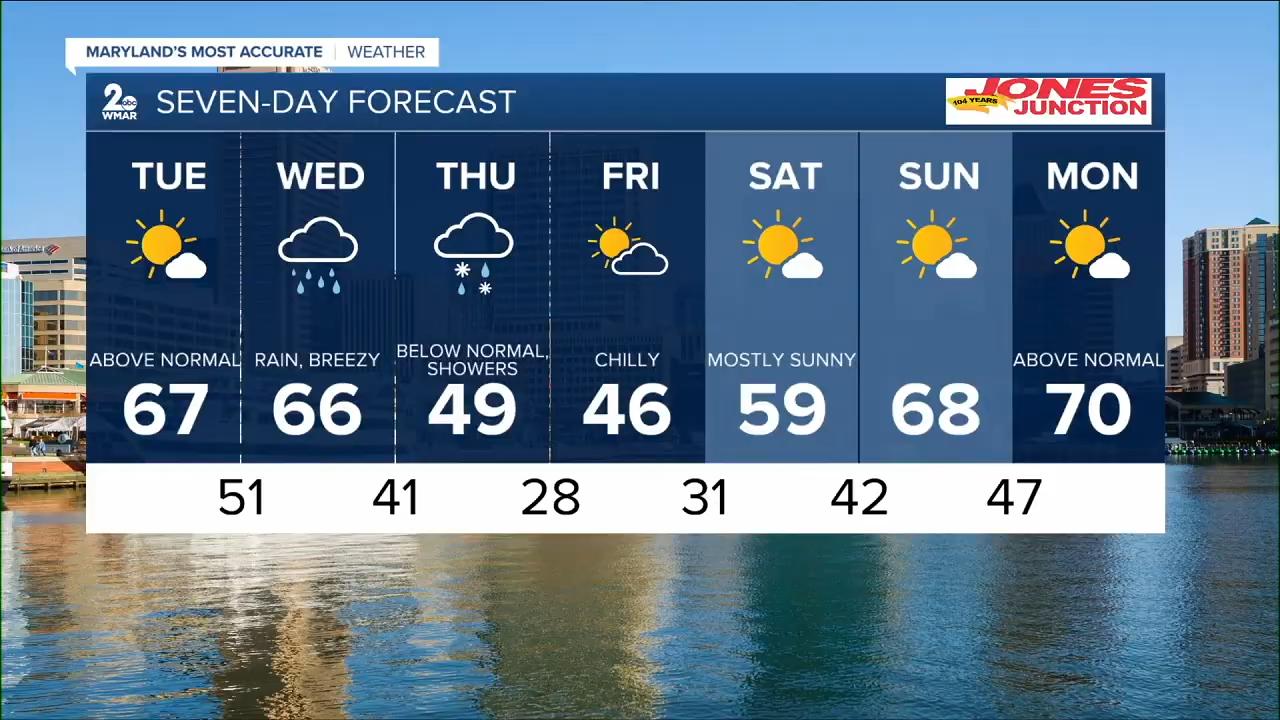 MARYLAND'S MOST ACCURATE | WEATHER
2 abc
WMAR
SEVEN-DAY FORECAST
JONES
104 YEARS
JUNCTION
TUE WED THU FRI SAT SUN MON
ABOVE NORMAL RAIN, BREEZY BELOW NORMAL, CHILLY MOSTLY SUNNY ABOVE NORMAL
SHOWERS
67 66 49 46 59 68 70
51 41 28 31 42 47